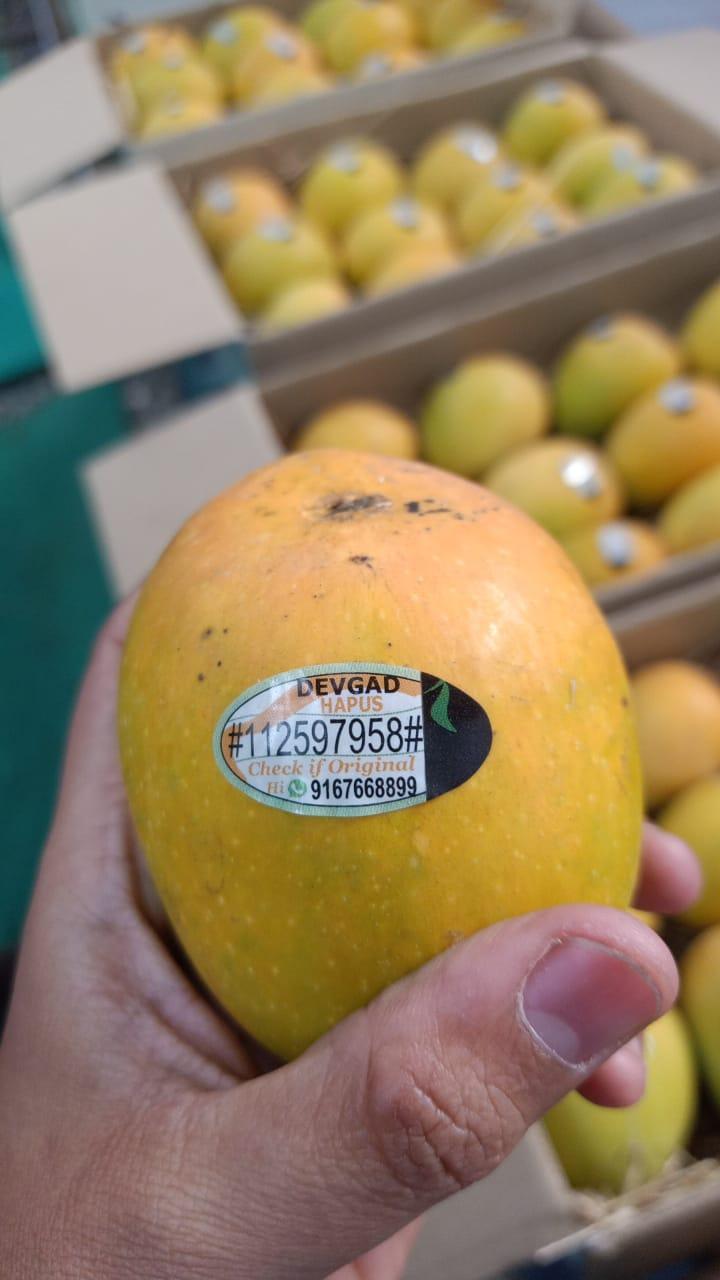 DEVGAD
HAPUS
#112597958#
Check if Original
Hi 9167668899